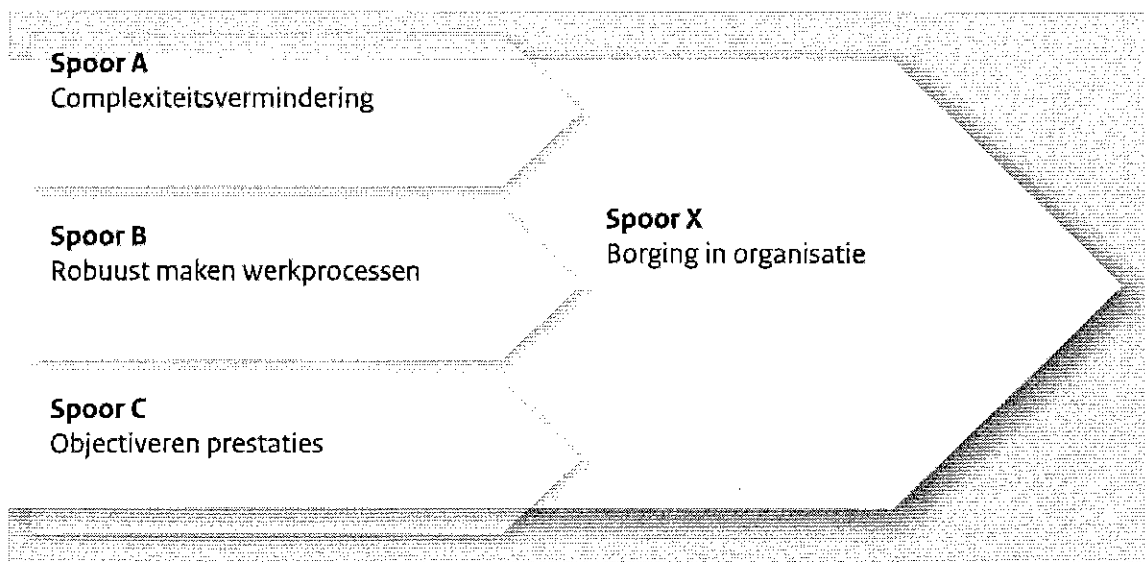 Spoor A
Complexiteitsvermindering
Spoor B
Robuust maken werkprocessen
Spoor C
Objectiveren prestaties
Spoor X
Borging in organisatie